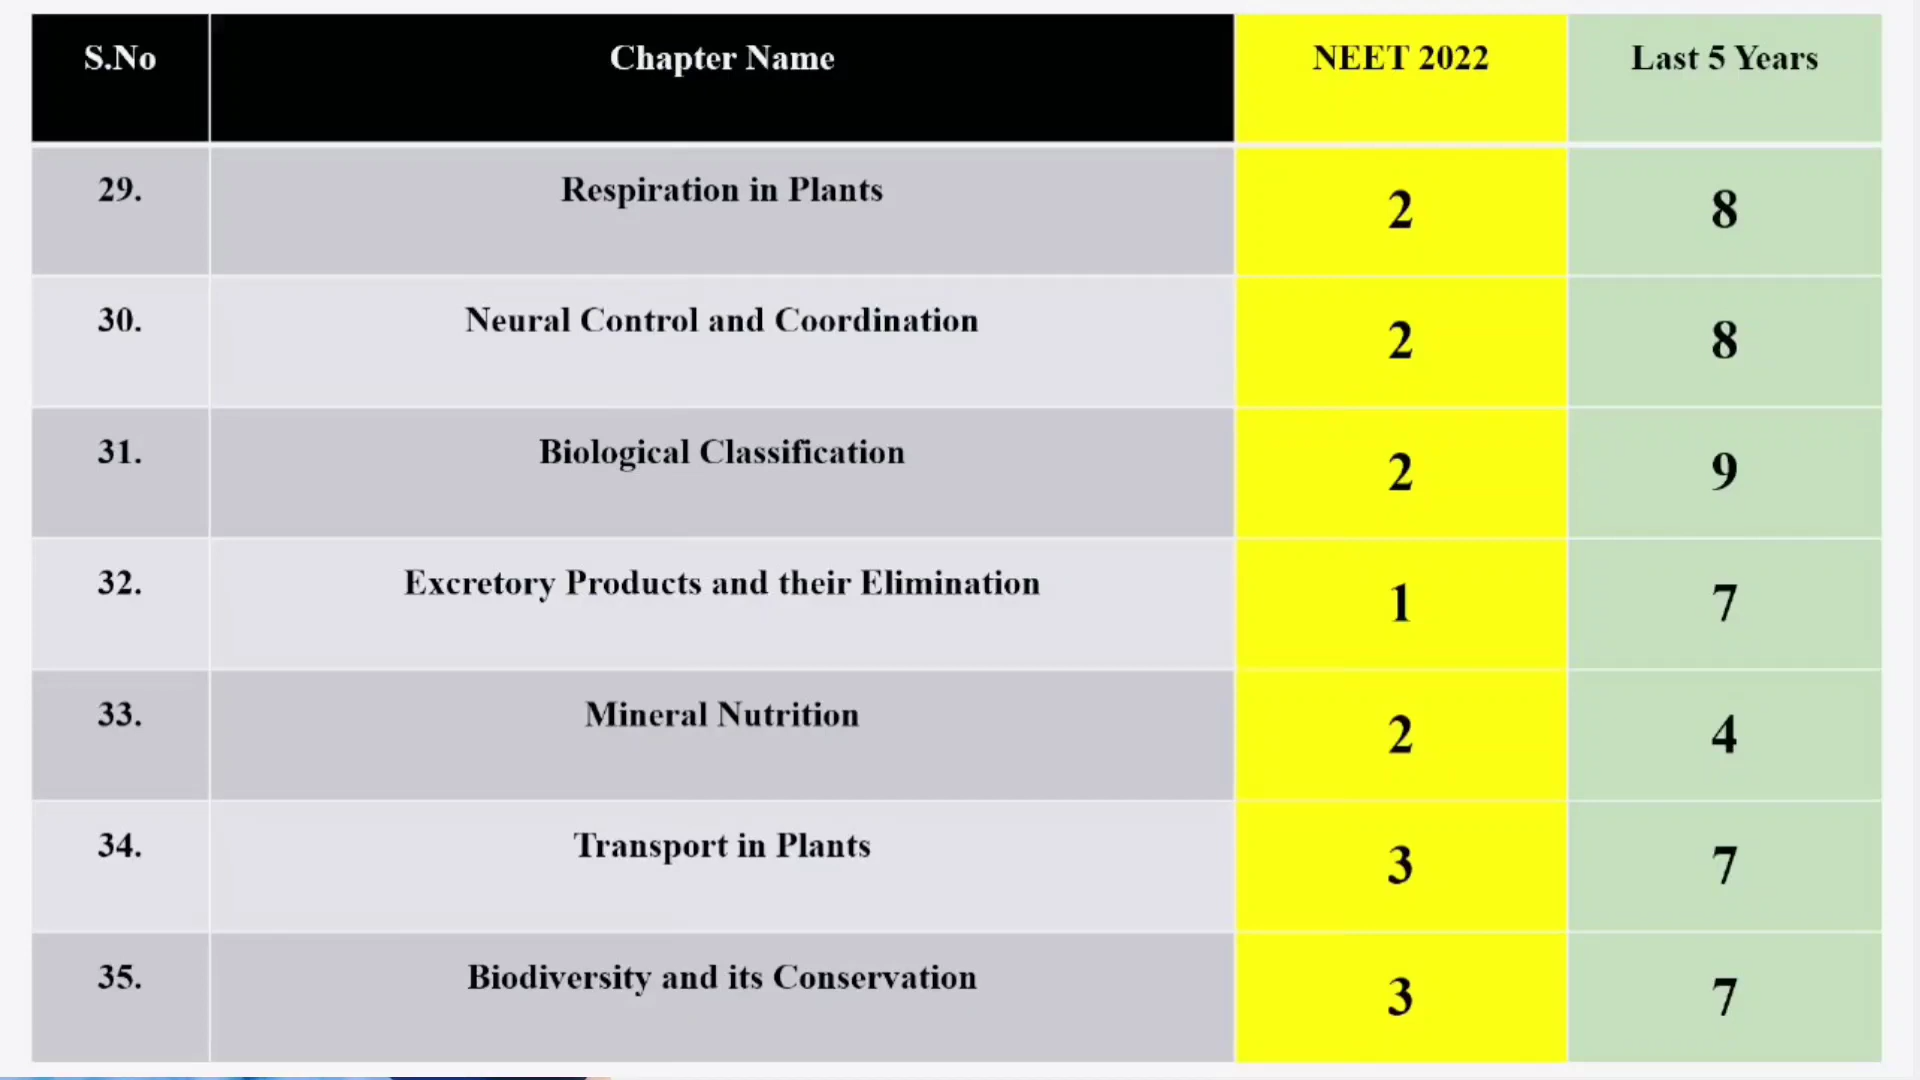 S.No Chapter Name NEET 2022 Last 5 Years
29. Respiration in Plants 2 8
30. Neural Control and Coordination 2 8
31. Biological Classification 2 9
32. Excretory Products and their Elimination 1 7
33. Mineral Nutrition 2 4
34. Transport in Plants 3 7
35. Biodiversity and its Conservation 3 7